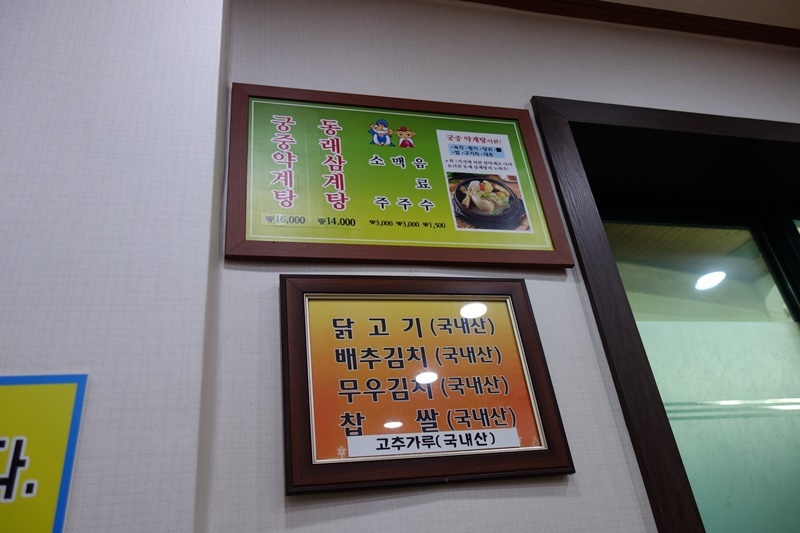 궁중약계탕
₩16,000
동래삼계탕
₩14,000
소주
₩3,000
맥주
₩3,000
음료수
₩1,500
궁중 약계탕이란?
닭고기 (국내산)
배추김치 (국내산)
무우김치 (국내산)
찹쌀 (국내산)
고추가루(국내산)
다.